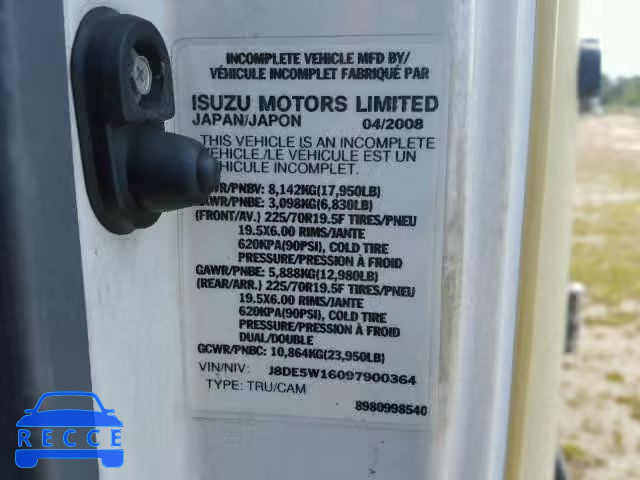 INCOMPLETE VEHICLE MFD BY/
VÉHICULE INCOMPLET FABRIQUÉ PAR
ISUZU MOTORS LIMITED
JAPAN/JAPON 04/2008
THIS VEHICLE IS AN INCOMPLETE
VEHICLE./LE VÉHICULE EST UN
VÉHICULE INCOMPLET.
GVWR/PNBV: 8,142KG(17,950LB)
GAWR/PNBE: 3,098KG(6,830LB)
(FRONT/AV.) 225/70R19.5F TIRES/PNEU
19.5X6.00 RIMS/JANTE
620KPA(90PSI), COLD TIRE
PRESSURE/PRESSION À FROID
GAWR/PNBE: 5,888KG(12,980LB)
(REAR/ARR.) 225/70R19.5F TIRES/PNEU
19.5X6.00 RIMS/JANTE
620KPA(90PSI), COLD TIRE
PRESSURE/PRESSION À FROID
DUAL/DOUBLE
GCWR/PNBC: 10,864KG(23,950LB)
VIN/NIV: J8DE5W16097900364
TYPE: TRU/CAM
8980998540
RECCE